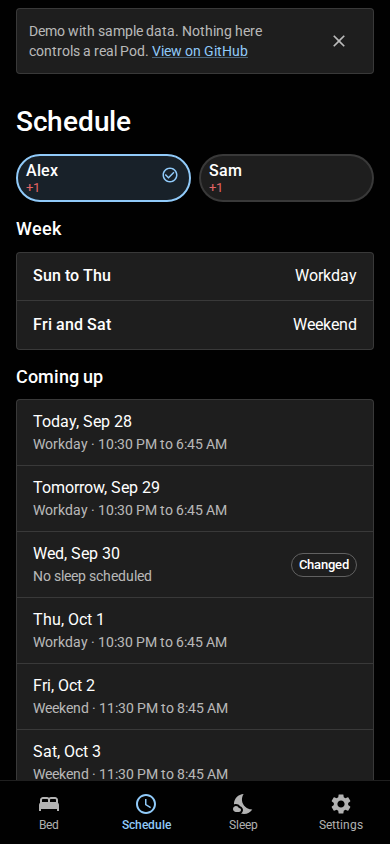 Demo with sample data. Nothing here
controls a real Pod. View on GitHub
Schedule
Alex
+1
Sam
+1
Week
Sun to Thu
Workday
Fri and Sat
Weekend
Coming up
Today, Sep 28
Workday · 10:30 PM to 6:45 AM
Tomorrow, Sep 29
Workday · 10:30 PM to 6:45 AM
Wed, Sep 30
No sleep scheduled
Changed
Thu, Oct 1
Workday · 10:30 PM to 6:45 AM
Fri, Oct 2
Weekend · 11:30 PM to 8:45 AM
Sat, Oct 3
Weekend · 11:30 PM to 8:45 AM
Bed
Schedule
Sleep
Settings